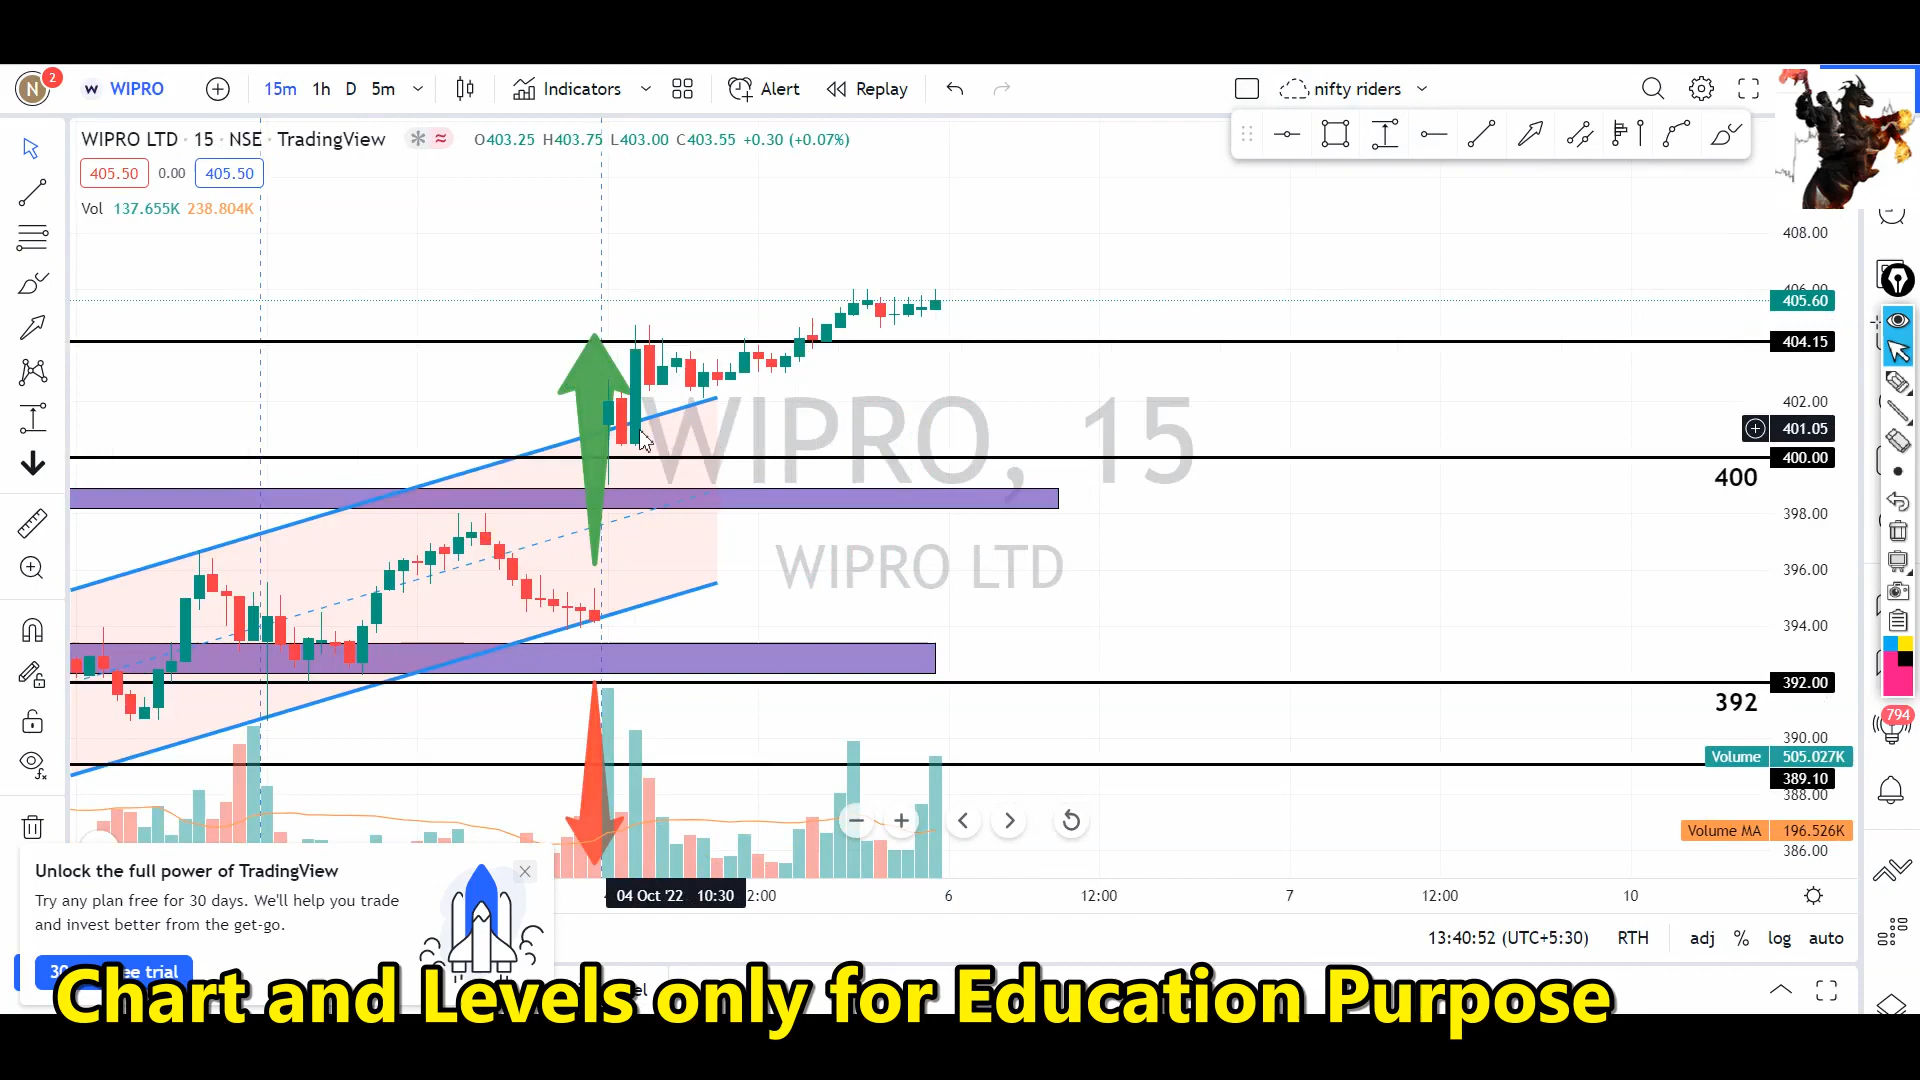 N 2 W WIPRO 15m 1h D 5m Indicators Alert Replay nifty riders
WIPRO LTD · 15 · NSE · TradingView O403.25 H403.75 L403.00 C403.55 +0.30 (+0.07%)
405.50 0.00 405.50
Vol 137.655K 238.804K
408.00
406.00
405.60
404.15
402.00
401.05
400.00
400
398.00
396.00
394.00
392.00
392
390.00
Volume 505.027K
389.10
388.00
Volume MA 196.526K
386.00
794
WIPRO, 15
WIPRO LTD
04 Oct '22 10:30 2:00 6 12:00 7 12:00 10
Unlock the full power of TradingView
Try any plan free for 30 days. We'll help you trade
and invest better from the get-go.
13:40:52 (UTC+5:30) RTH adj % log auto
Chart and Levels only for Education Purpose